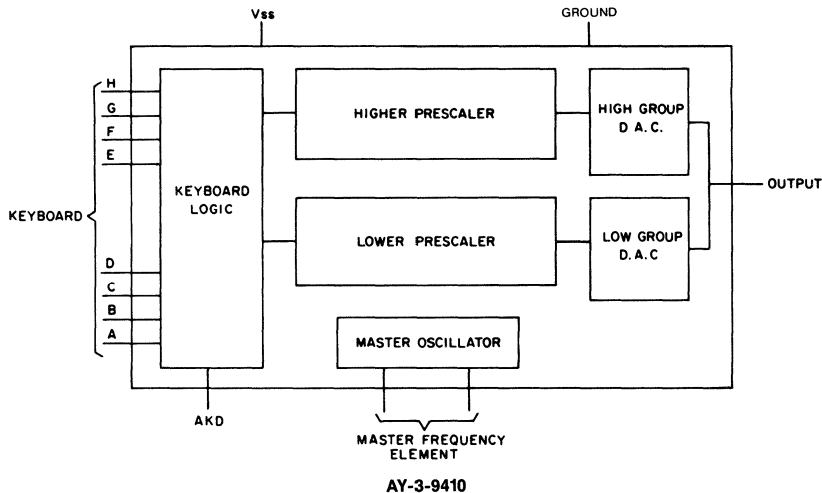 Vss
GROUND
H
G
F
E
KEYBOARD
D
C
B
A
KEYBOARD
LOGIC
HIGHER PRESCALER
HIGH GROUP
D A.C.
OUTPUT
LOWER PRESCALER
LOW GROUP
D.A.C
MASTER OSCILLATOR
AKD
MASTER FREQUENCY
ELEMENT
AY-3-9410